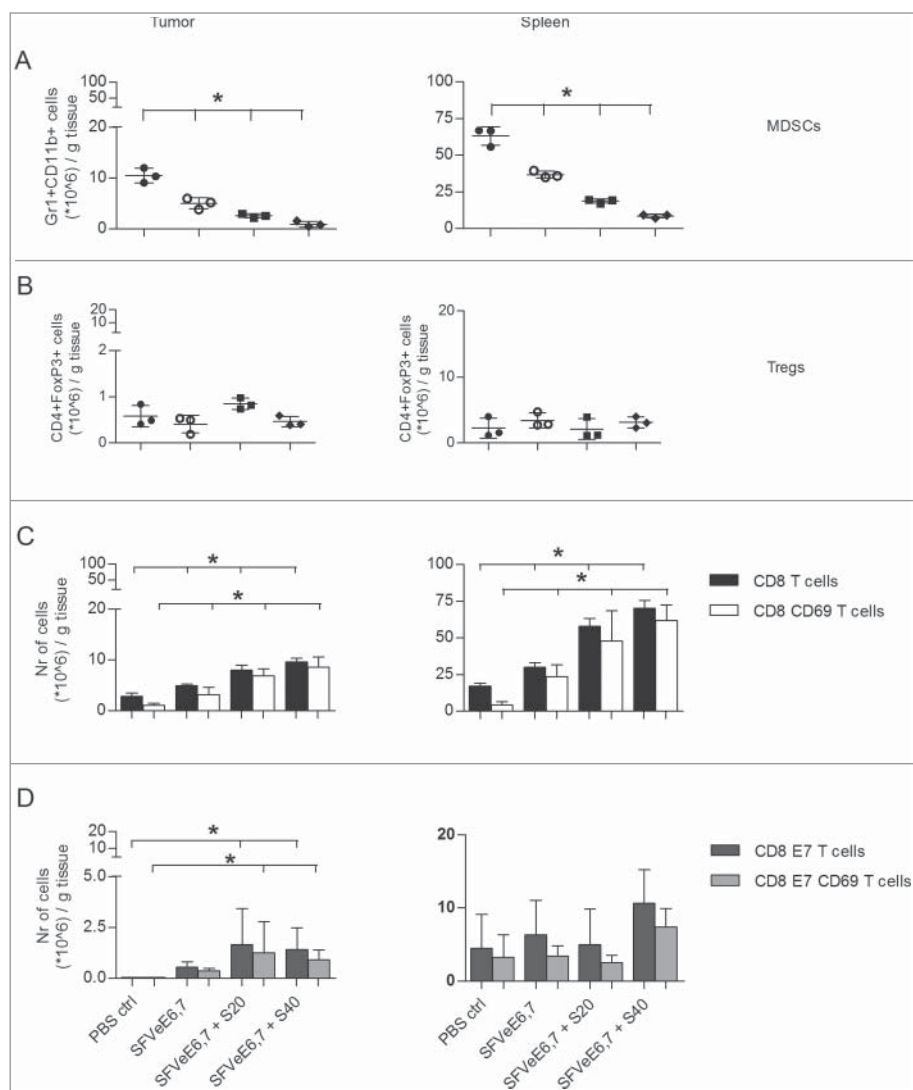 Tumor
Spleen
A
Gr1+CD11b+ cells
(*10^6) / g tissue
100
50
20
10
0
*
100
75
50
25
0
*
MDSCs
B
CD4+FoxP3+ cells
(*10^6) / g tissue
20
10
2
1
0
CD4+FoxP3+ cells
(*10^6) / g tissue
20
10
0
Tregs
C
Nr of cells
(*10^6) / g tissue
100
50
20
10
0
*
*
100
75
50
25
0
*
*
CD8 T cells
CD8 CD69 T cells
D
Nr of cells
(*10^6) / g tissue
20
10
5.0
2.5
0.0
*
*
20
10
0
CD8 E7 T cells
CD8 E7 CD69 T cells
PBS ctrl
SFVeE6,7
SFVeE6,7 + S20
SFVeE6,7 + S40
PBS ctrl
SFVeE6,7
SFVeE6,7 + S20
SFVeE6,7 + S40